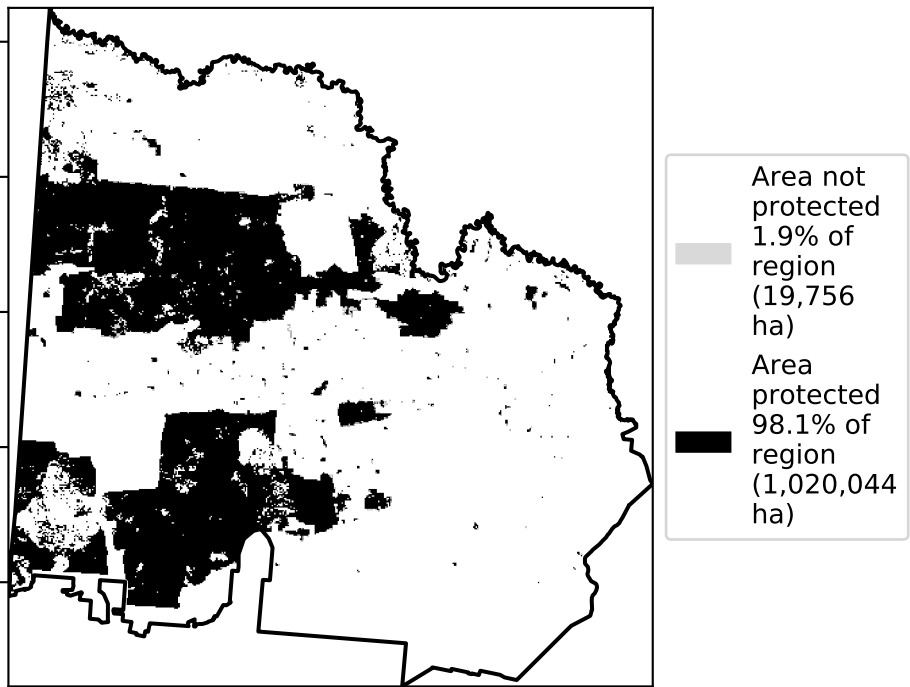 Area not
protected
1.9% of
region
(19,756
ha)
Area
protected
98.1% of
region
(1,020,044
ha)